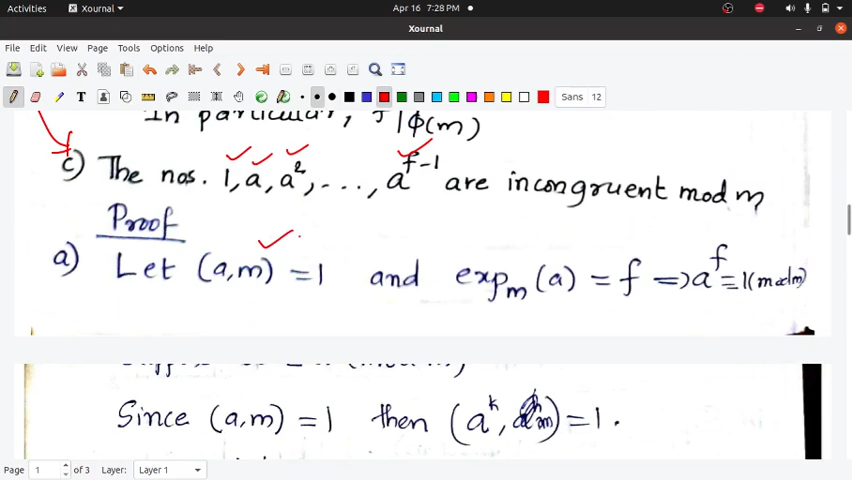 Activities Xournal Apr 16 7:28 PM
Xournal
File Edit View Page Tools Options Help
Sans 12
In particular, f | φ(m)
c) The nos. 1, a, a², ..., a^{f-1} are incongruent mod m
Proof
a) Let (a,m) = 1 and exp_m(a) = f => a^f ≡ 1(mod m)
Since (a,m) = 1 then (a^k, m) = 1.
Page 1 of 3 Layer: Layer 1